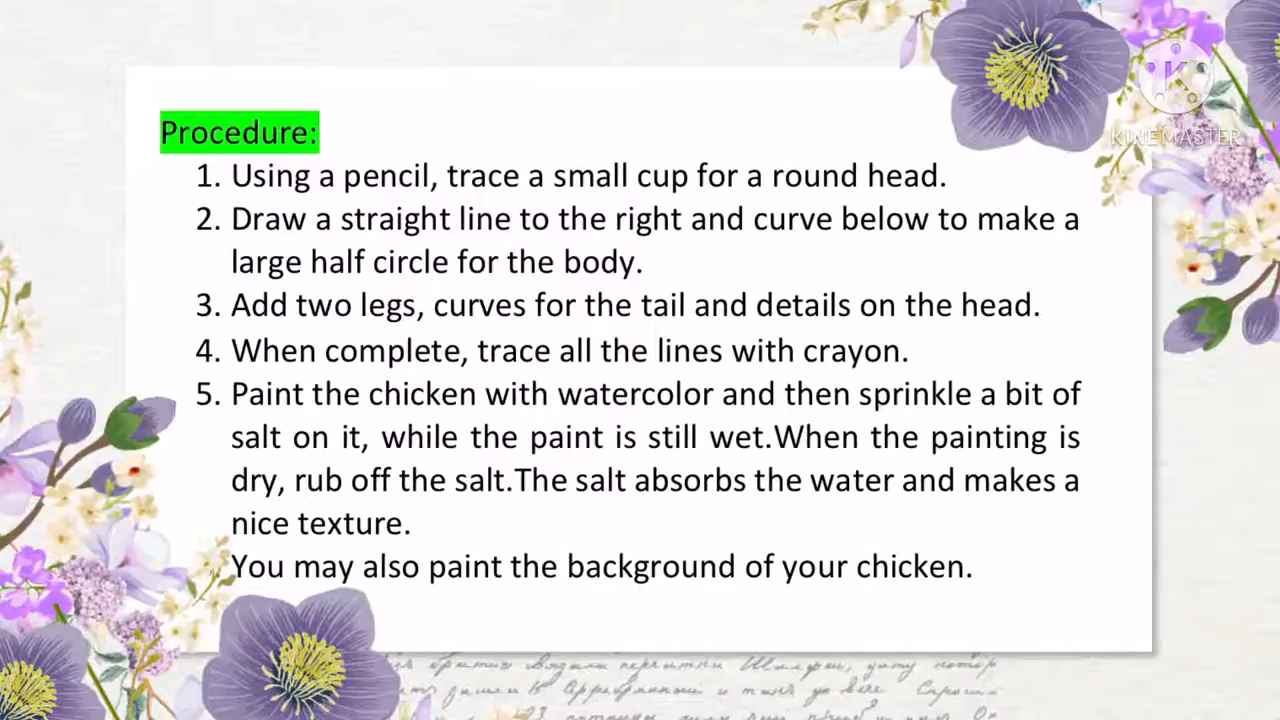 KINEMASTER
Procedure:
1. Using a pencil, trace a small cup for a round head.
2. Draw a straight line to the right and curve below to make a
large half circle for the body.
3. Add two legs, curves for the tail and details on the head.
4. When complete, trace all the lines with crayon.
5. Paint the chicken with watercolor and then sprinkle a bit of
salt on it, while the paint is still wet.When the painting is
dry, rub off the salt.The salt absorbs the water and makes a
nice texture.
You may also paint the background of your chicken.